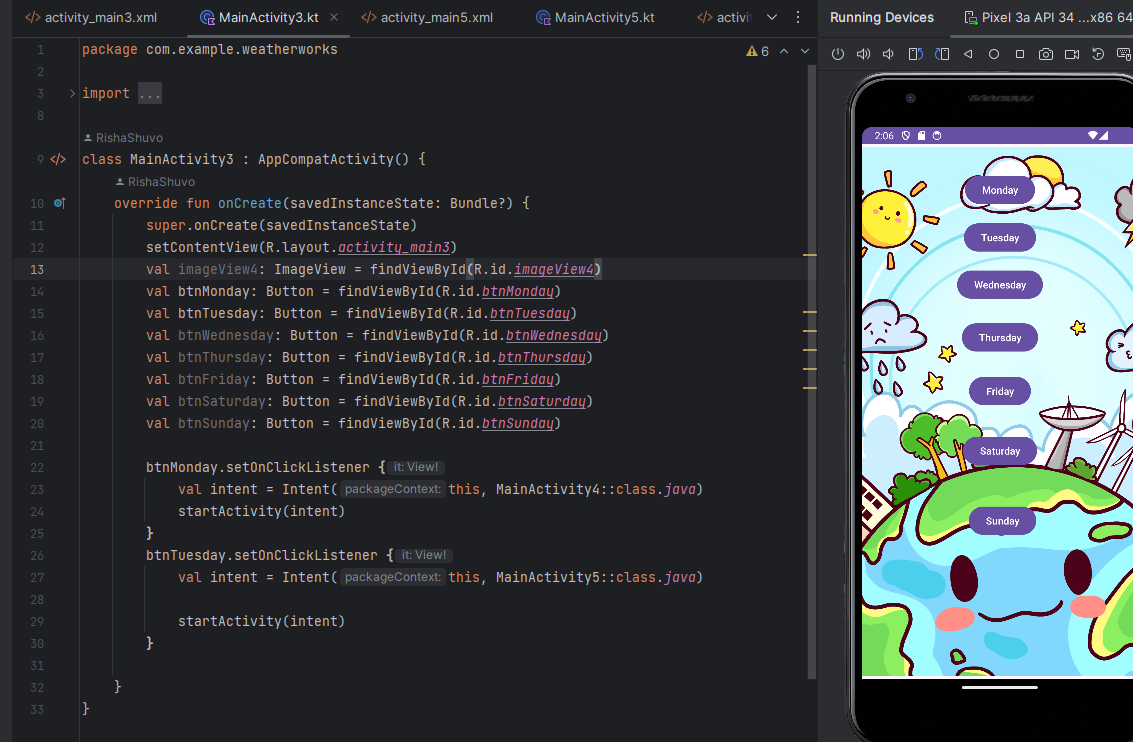 activity_main3.xml
MainActivity3.kt
activity_main5.xml
MainActivity5.kt
activi
Running Devices
Pixel 3a API 34 ...x86 64
1 package com.example.weatherworks
6
2
3 import ...
8
RishaShuvo
9 class MainActivity3 : AppCompatActivity() {
RishaShuvo
10 override fun onCreate(savedInstanceState: Bundle?) {
11 super.onCreate(savedInstanceState)
12 setContentView(R.layout.activity_main3)
13 val imageView4: ImageView = findViewById(R.id.imageView4)
14 val btnMonday: Button = findViewById(R.id.btnMonday)
15 val btnTuesday: Button = findViewById(R.id.btnTuesday)
16 val btnWednesday: Button = findViewById(R.id.btnWednesday)
17 val btnThursday: Button = findViewById(R.id.btnThursday)
18 val btnFriday: Button = findViewById(R.id.btnFriday)
19 val btnSaturday: Button = findViewById(R.id.btnSaturday)
20 val btnSunday: Button = findViewById(R.id.btnSunday)
21
22 btnMonday.setOnClickListener { it: View!
23 val intent = Intent( packageContext: this, MainActivity4::class.java)
24 startActivity(intent)
25 }
26 btnTuesday.setOnClickListener { it: View!
27 val intent = Intent( packageContext: this, MainActivity5::class.java)
28
29 startActivity(intent)
30 }
31
32 }
33 }
2:06
Monday
Tuesday
Wednesday
Thursday
Friday
Saturday
Sunday